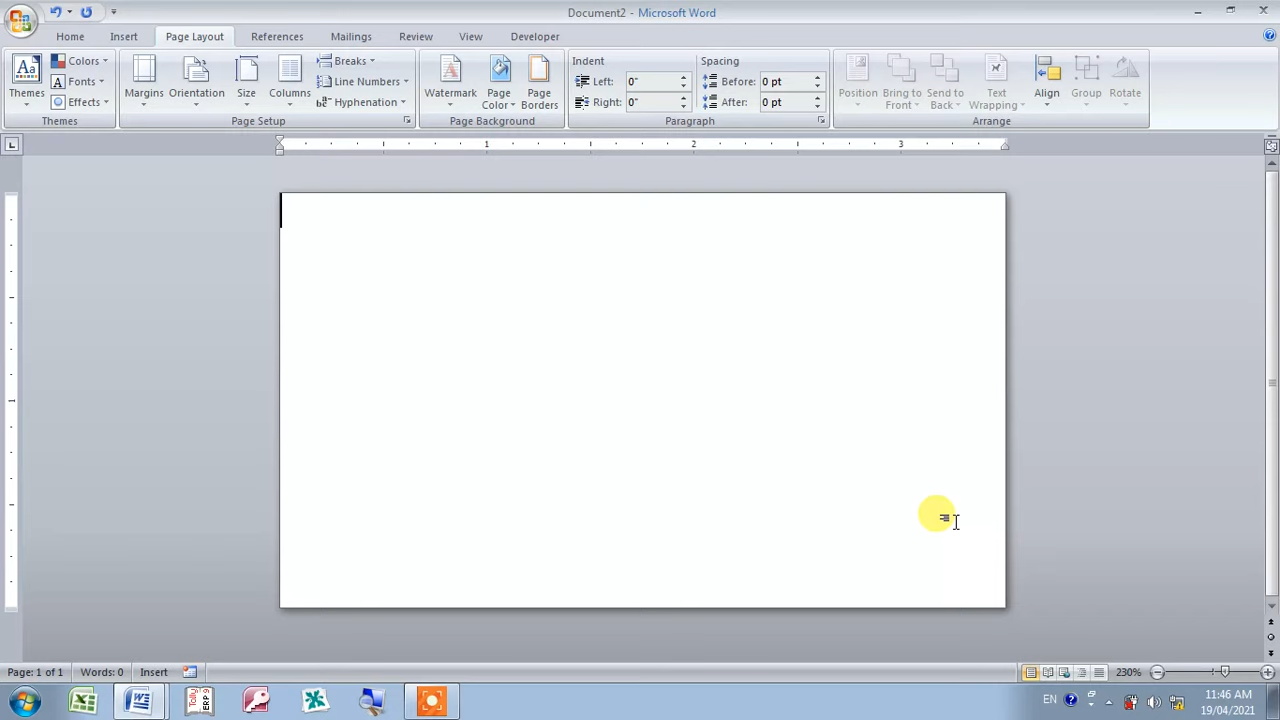 Document2 - Microsoft Word
Home Insert Page Layout References Mailings Review View Developer
Themes
Colors
Fonts
Effects
Themes
Margins
Orientation
Size
Columns
Breaks
Line Numbers
Hyphenation
Page Setup
Watermark
Page
Color
Page
Borders
Page Background
Indent
Left: 0"
Right: 0"
Spacing
Before: 0 pt
After: 0 pt
Paragraph
Position
Bring to
Front
Send to
Back
Text
Wrapping
Align
Group
Rotate
Arrange
1 2 3
1
Page: 1 of 1 Words: 0 Insert 230%
Tally
ERP 9
EN
11:46 AM
19/04/2021